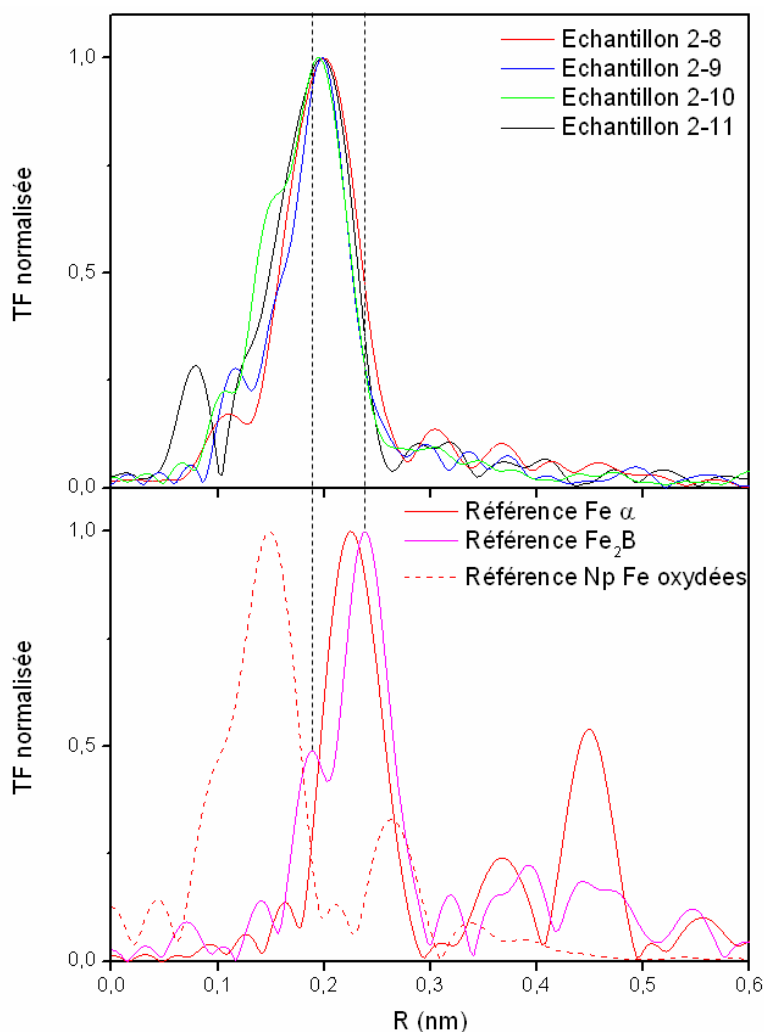 Echantillon 2-8
Echantillon 2-9
Echantillon 2-10
Echantillon 2-11
1,0
0,5
0,0
TF normalisée
Référence Fe α
Référence Fe₂B
Référence Np Fe oxydées
1,0
0,5
0,0
TF normalisée
0,0 0,1 0,2 0,3 0,4 0,5 0,6
R (nm)